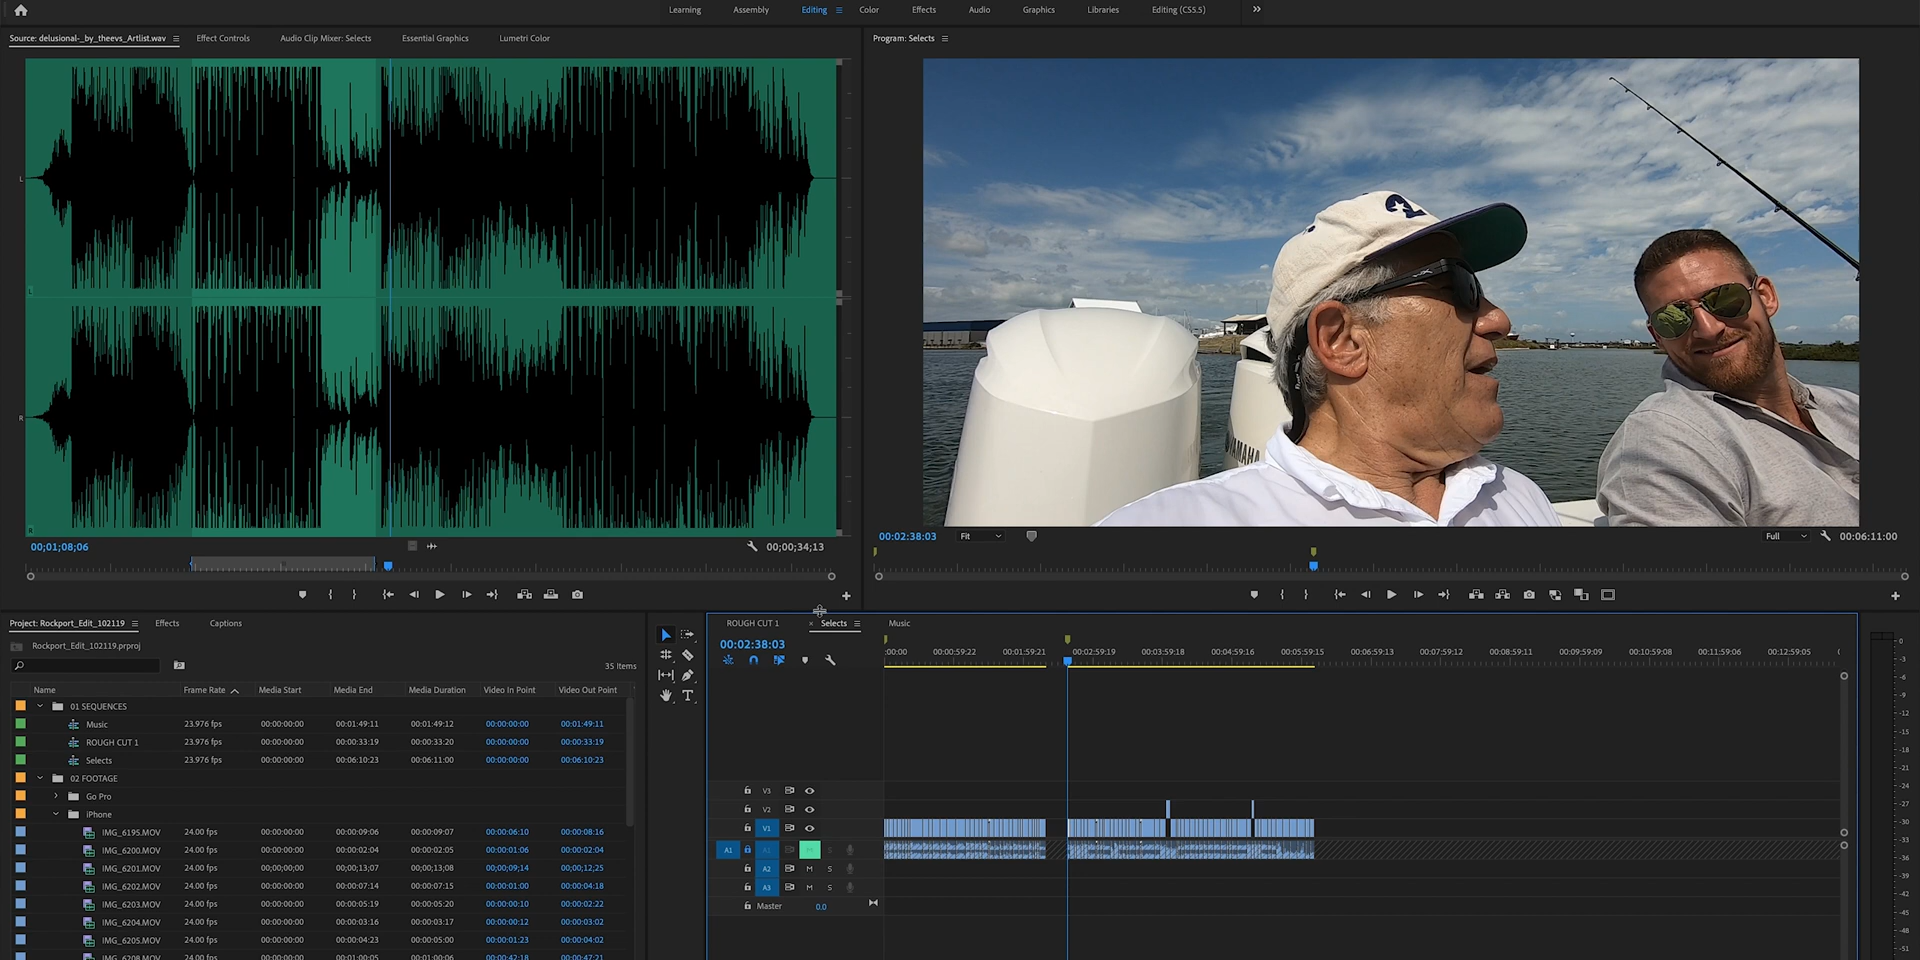 Learning Assembly Editing Color Effects Audio Graphics Libraries Editing (CS5.5)
Source: delusional-_by_theevs_Artlist.wav Effect Controls Audio Clip Mixer: Selects Essential Graphics Lumetri Color
Program: Selects
L
R
YAMAHA
00;01;08;06
00;00;34;13
00:02:38:03 Fit Full 00:06:11:00
Project: Rockport_Edit_102119 Effects Captions
Rockport_Edit_102119.prproj
35 Items
Name Frame Rate Media Start Media End Media Duration Video In Point Video Out Point
01 SEQUENCES
Music 23.976 fps 00:00:00:00 00:01:49:11 00:01:49:12 00:00:00:00 00:01:49:11
ROUGH CUT 1 23.976 fps 00:00:00:00 00:00:33:19 00:00:33:20 00:00:00:00 00:00:33:19
Selects 23.976 fps 00:00:00:00 00:06:10:23 00:06:11:00 00:00:00:00 00:06:10:23
02 FOOTAGE
Go Pro
iPhone
IMG_6195.MOV 24.00 fps 00:00:00:00 00:00:09:06 00:00:09:07 00:00:06:10 00:00:08:16
IMG_6200.MOV 24.00 fps 00:00:00:00 00:00:02:04 00:00:02:05 00:00:01:06 00:00:02:04
IMG_6201.MOV 24.00 fps 00;00;00;00 00;00;13;07 00;00;13;08 00;00;09;14 00;00;12;25
IMG_6202.MOV 24.00 fps 00:00:00:00 00:00:07:14 00:00:07:15 00:00:01:00 00:00:04:18
IMG_6203.MOV 24.00 fps 00:00:00:00 00:00:05:19 00:00:05:20 00:00:00:10 00:00:02:22
IMG_6204.MOV 24.00 fps 00:00:00:00 00:00:03:16 00:00:03:17 00:00:00:12 00:00:03:02
IMG_6205.MOV 24.00 fps 00:00:00:00 00:00:04:23 00:00:05:00 00:00:01:23 00:00:04:02
IMG_6208.MOV 24.00 fps 00:00:00:00 00:01:00:05 00:01:00:06 00:00:42:18 00:00:47:21
ROUGH CUT 1 × Selects Music
00:02:38:03
:00:00 00:00:59:22 00:01:59:21 00:02:59:19 00:03:59:18 00:04:59:16 00:05:59:15 00:06:59:13 00:07:59:12 00:08:59:11 00:09:59:09 00:10:59:08 00:11:59:06 00:12:59:05
V3
V2
V1
A1 A1 M S
A2 M S
A3 M S
Master 0.0
0
-3
-6
-9
-12
-15
-18
-21
-24
-27
-30
-33
-36
-39
-42
-45
-48
-51